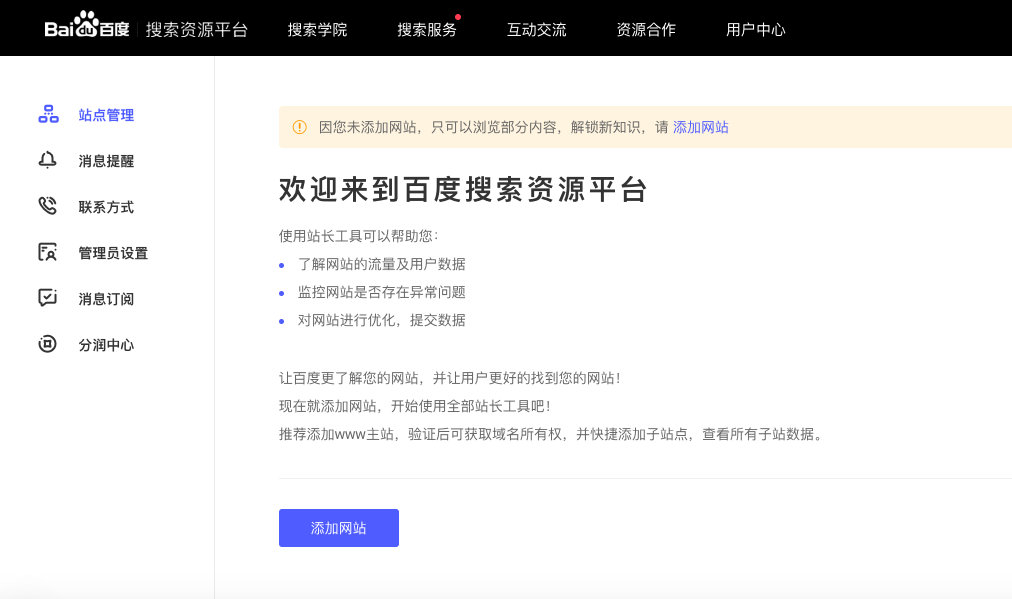 Bai du 百度 搜索资源平台 搜索学院 搜索服务 互动交流 资源合作 用户中心
站点管理
消息提醒
联系方式
管理员设置
消息订阅
分润中心
因您未添加网站，只可以浏览部分内容，解锁新知识，请 添加网站
欢迎来到百度搜索资源平台
使用站长工具可以帮助您：
了解网站的流量及用户数据
监控网站是否存在异常问题
对网站进行优化，提交数据
让百度更了解您的网站，并让用户更好的找到您的网站！
现在就添加网站，开始使用全部站长工具吧！
推荐添加www主站，验证后可获取域名所有权，并快捷添加子站点，查看所有子站数据。
添加网站